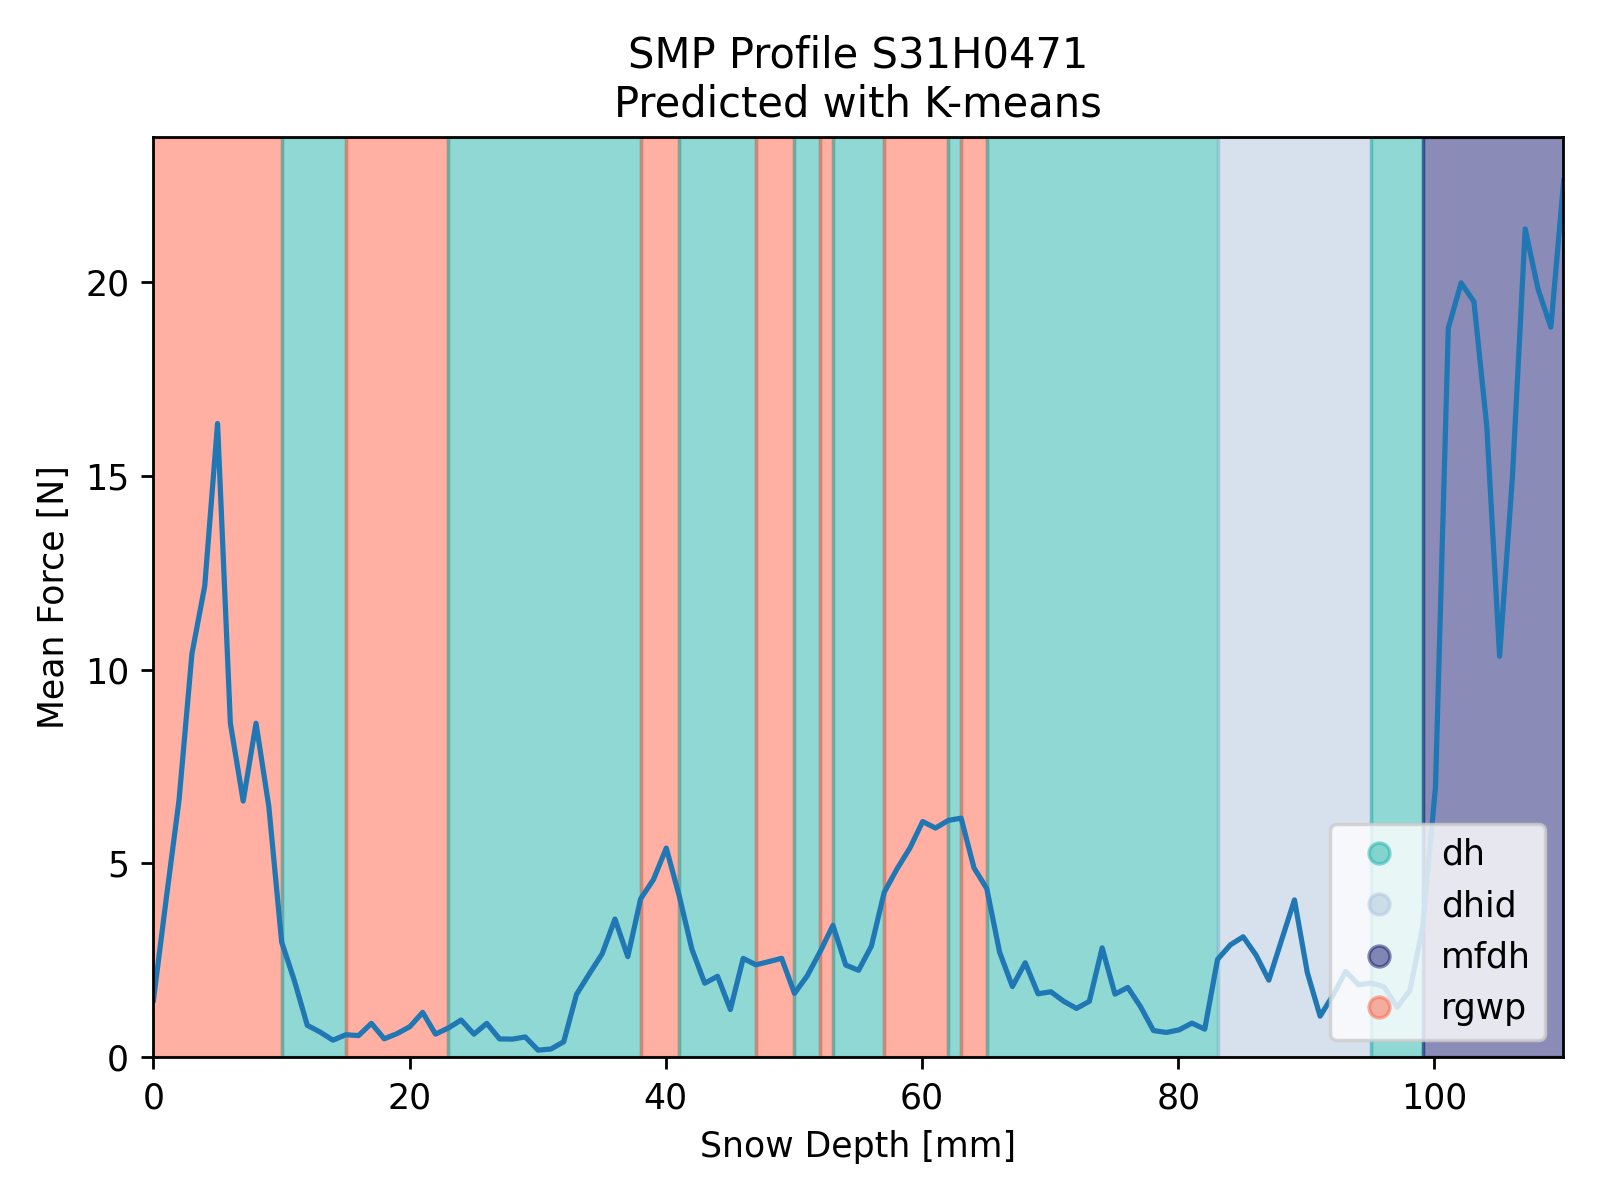 SMP Profile S31H0471
Predicted with K-means
Mean Force [N]
20
15
10
5
0
0 20 40 60 80 100
Snow Depth [mm]
dh
dhid
mfdh
rgwp